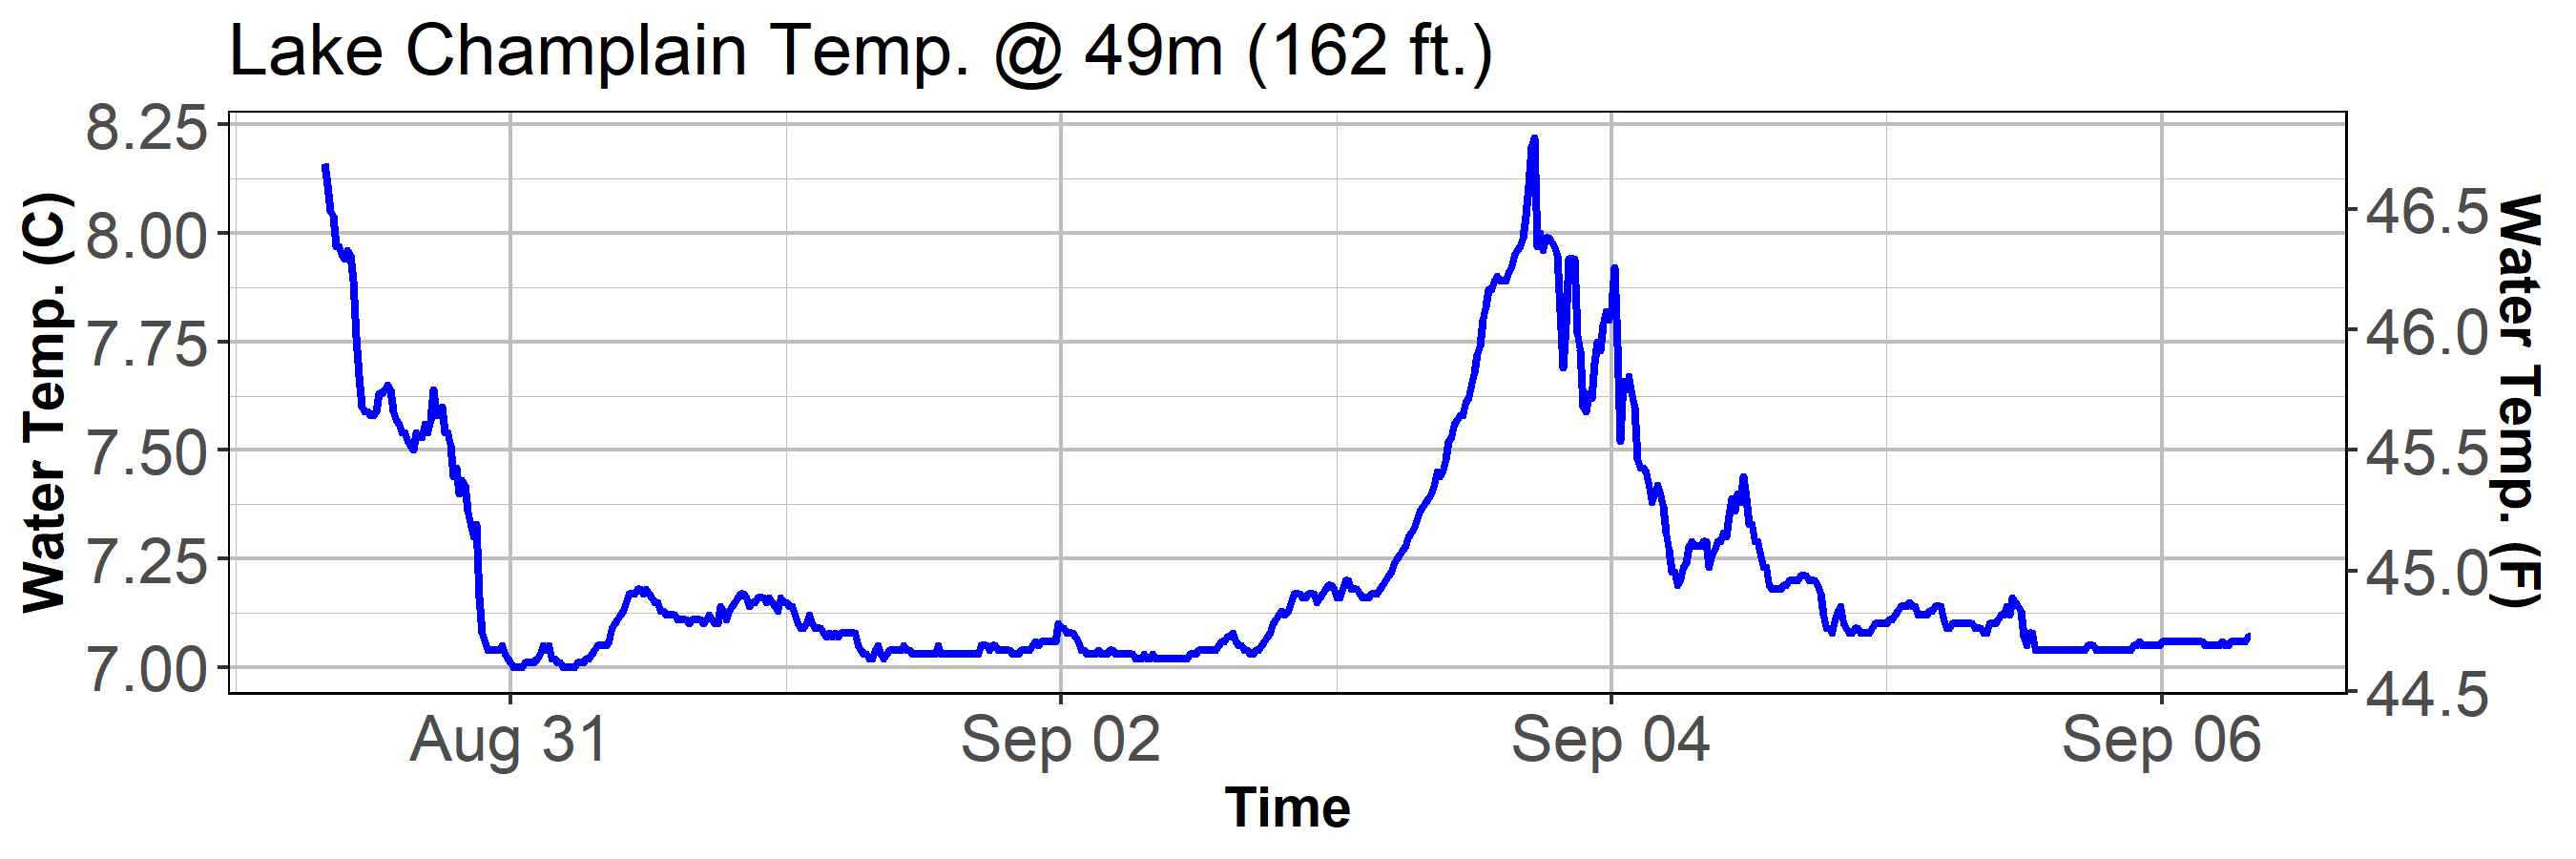 Lake Champlain Temp. @ 49m (162 ft.)
Water Temp. (C)
8.25
8.00
7.75
7.50
7.25
7.00
46.5
46.0
45.5
45.0
44.5
Water Temp. (F)
Aug 31 Sep 02 Sep 04 Sep 06
Time